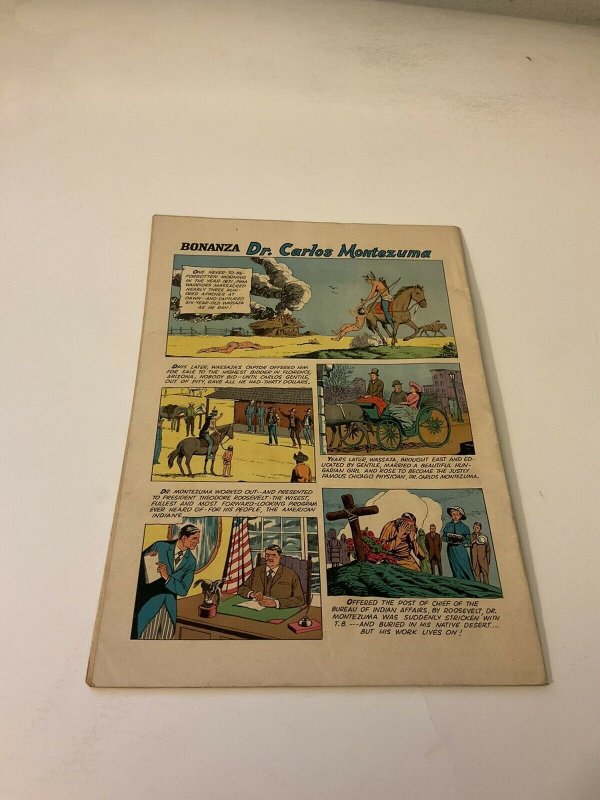 BONANZA Dr. Carlos Montezuma
ONE NEVER-TO-BE-
FORGOTTEN MORNING
IN THE YEAR 1871, PIMA
WARRIORS MASSACRED
NEARLY THREE HUN-
DRED APACHES AT
DAWN--AND CAPTURED
SIX-YEAR-OLD WASSAJA
AS HE RAN!
DAYS LATER, WASSAJA'S CAPTOR OFFERED HIM
FOR SALE TO THE HIGHEST BIDDER IN FLORENCE,
ARIZONA. NOBODY BID--UNTIL CARLOS GENTILE,
OUT OF PITY, GAVE ALL HE HAD-THIRTY DOLLARS.
YEARS LATER, WASSAJA, BROUGHT EAST AND ED-
UCATED BY GENTILE, MARRIED A BEAUTIFUL HUN-
GARIAN GIRL AND ROSE TO BECOME THE JUSTLY
FAMOUS CHICAGO PHYSICIAN, DR. CARLOS MONTEZUMA.
DR. MONTEZUMA WORKED OUT--AND PRESENTED
TO PRESIDENT THEODORE ROOSEVELT-THE WISEST,
FULLEST AND MOST FORWARD-LOOKING PROGRAM
EVER HEARD OF--FOR HIS PEOPLE, THE AMERICAN
INDIANS.
OFFERED THE POST OF CHIEF OF THE
BUREAU OF INDIAN AFFAIRS, BY ROOSEVELT, DR.
MONTEZUMA WAS SUDDENLY STRICKEN WITH
T.B. ---AND BURIED IN HIS NATIVE DESERT....
BUT HIS WORK LIVES ON!